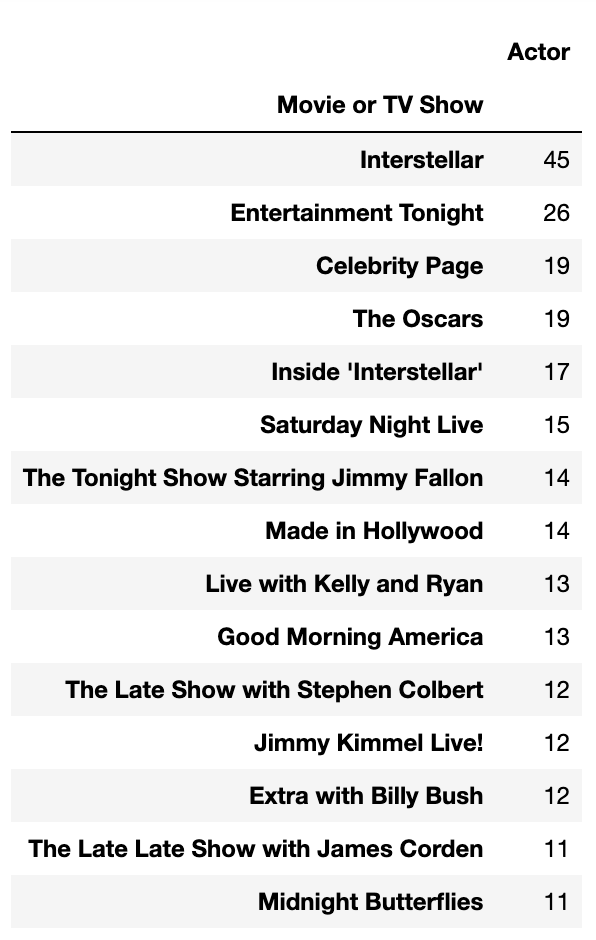 Actor
Movie or TV Show
Interstellar 45
Entertainment Tonight 26
Celebrity Page 19
The Oscars 19
Inside 'Interstellar' 17
Saturday Night Live 15
The Tonight Show Starring Jimmy Fallon 14
Made in Hollywood 14
Live with Kelly and Ryan 13
Good Morning America 13
The Late Show with Stephen Colbert 12
Jimmy Kimmel Live! 12
Extra with Billy Bush 12
The Late Late Show with James Corden 11
Midnight Butterflies 11